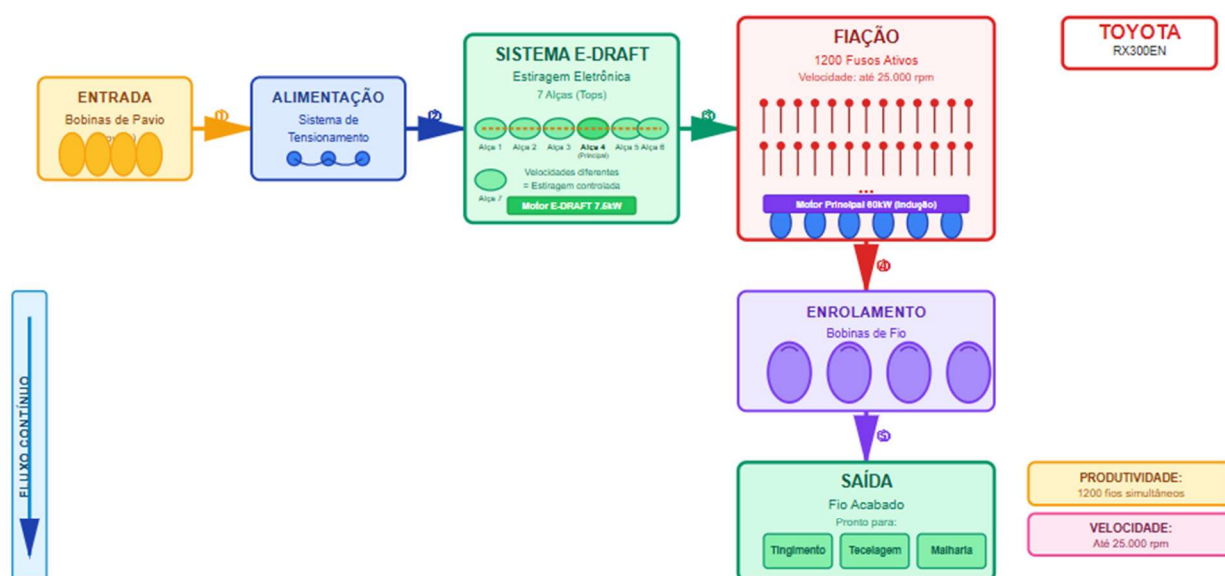 TOYOTA
RX300EN
ENTRADA
Bobinas de Pavio
ALIMENTAÇÃO
Sistema de
Tensionamento
SISTEMA E-DRAFT
Estiragem Eletrônica
7 Alças (Tops)
Alça 1
Alça 2
Alça 3
Alça 4
(Principal)
Alça 5
Alça 6
Alça 7
Velocidades diferentes
= Estiragem controlada
Motor E-DRAFT 7.5kW
FIAÇÃO
1200 Fusos Ativos
Velocidade: até 25.000 rpm
...
Motor Principal 60kW (Indução)
ENROLAMENTO
Bobinas de Fio
SAÍDA
Fio Acabado
Pronto para:
Tingimento
Tecelagem
Malharia
FLUXO CONTÍNUO
PRODUTIVIDADE:
1200 fios simultâneos
VELOCIDADE:
Até 25.000 rpm